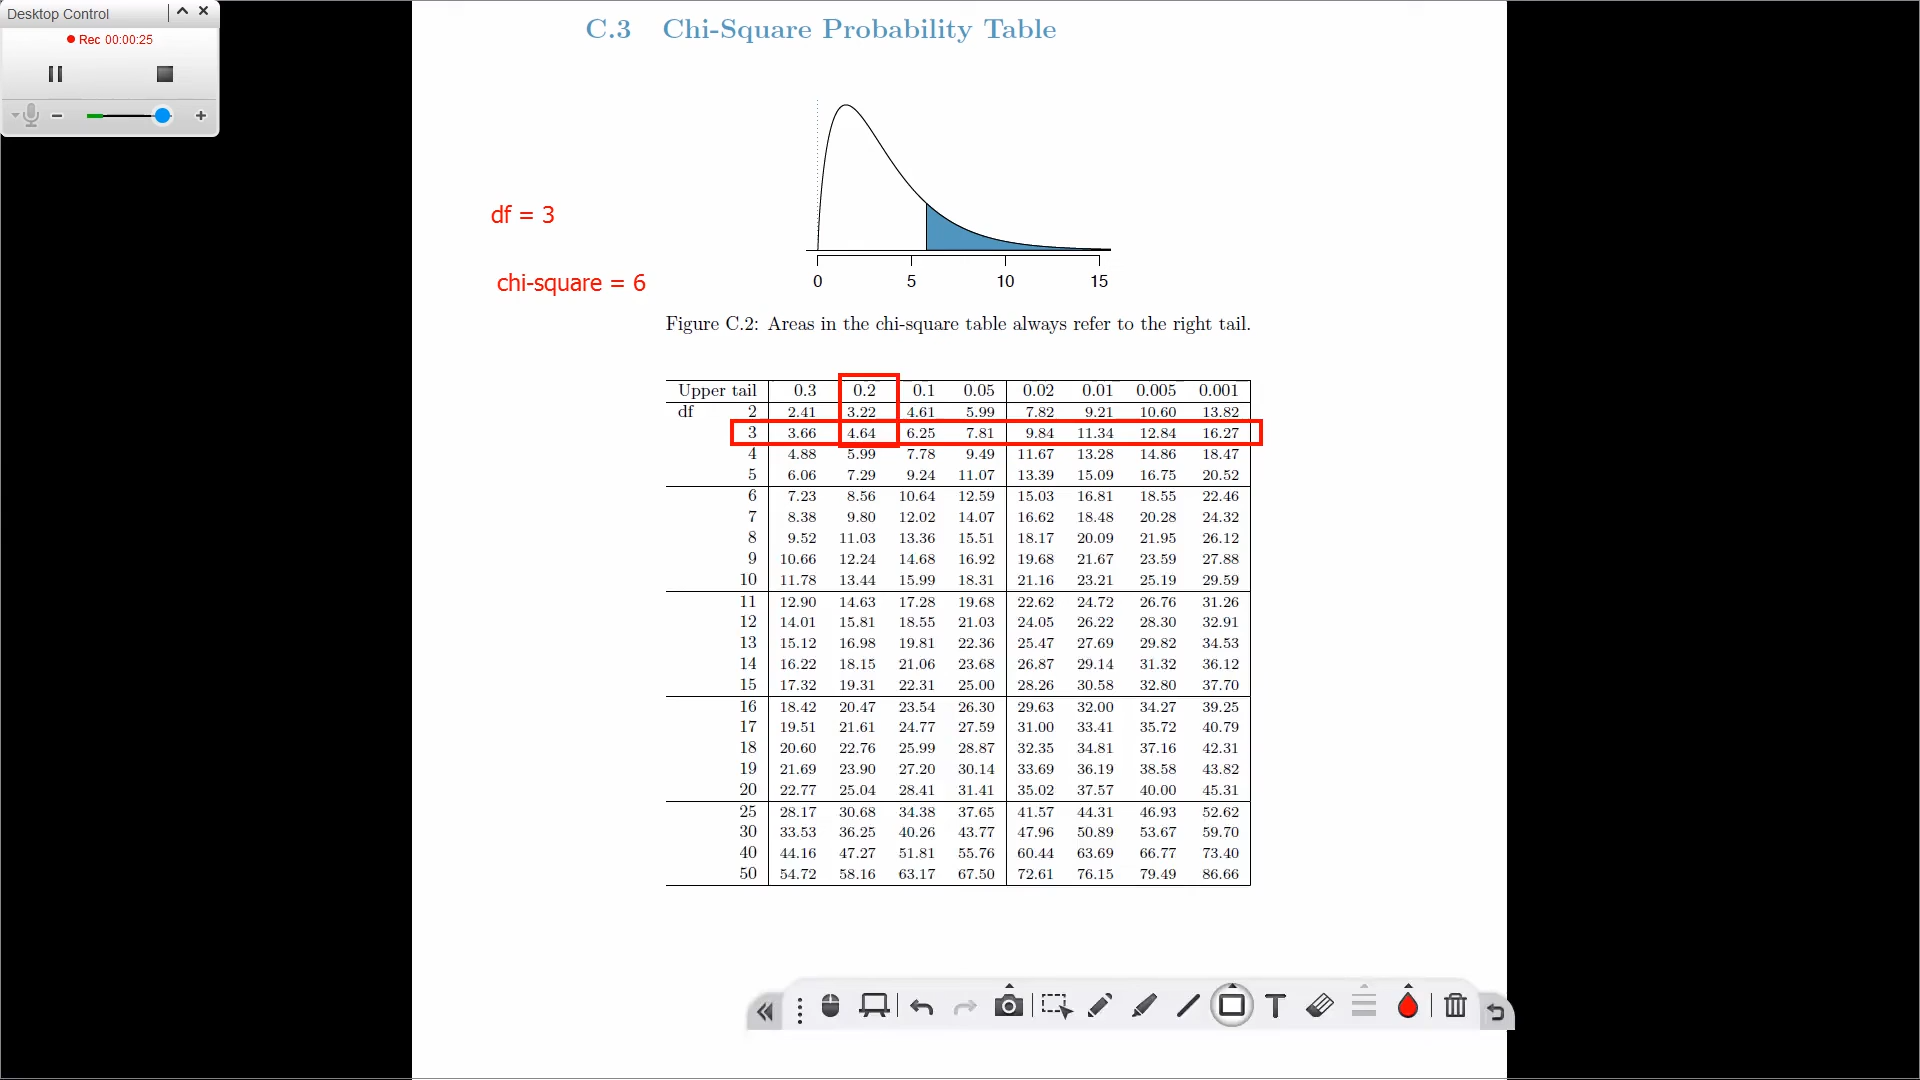 Desktop Control
Rec 00:00:25
C.3 Chi-Square Probability Table
df = 3
chi-square = 6
0 5 10 15
Figure C.2: Areas in the chi-square table always refer to the right tail.
Upper tail 0.3 0.2 0.1 0.05 0.02 0.01 0.005 0.001
df 2 2.41 3.22 4.61 5.99 7.82 9.21 10.60 13.82
3 3.66 4.64 6.25 7.81 9.84 11.34 12.84 16.27
4 4.88 5.99 7.78 9.49 11.67 13.28 14.86 18.47
5 6.06 7.29 9.24 11.07 13.39 15.09 16.75 20.52
6 7.23 8.56 10.64 12.59 15.03 16.81 18.55 22.46
7 8.38 9.80 12.02 14.07 16.62 18.48 20.28 24.32
8 9.52 11.03 13.36 15.51 18.17 20.09 21.95 26.12
9 10.66 12.24 14.68 16.92 19.68 21.67 23.59 27.88
10 11.78 13.44 15.99 18.31 21.16 23.21 25.19 29.59
11 12.90 14.63 17.28 19.68 22.62 24.72 26.76 31.26
12 14.01 15.81 18.55 21.03 24.05 26.22 28.30 32.91
13 15.12 16.98 19.81 22.36 25.47 27.69 29.82 34.53
14 16.22 18.15 21.06 23.68 26.87 29.14 31.32 36.12
15 17.32 19.31 22.31 25.00 28.26 30.58 32.80 37.70
16 18.42 20.47 23.54 26.30 29.63 32.00 34.27 39.25
17 19.51 21.61 24.77 27.59 31.00 33.41 35.72 40.79
18 20.60 22.76 25.99 28.87 32.35 34.81 37.16 42.31
19 21.69 23.90 27.20 30.14 33.69 36.19 38.58 43.82
20 22.77 25.04 28.41 31.41 35.02 37.57 40.00 45.31
25 28.17 30.68 34.38 37.65 41.57 44.31 46.93 52.62
30 33.53 36.25 40.26 43.77 47.96 50.89 53.67 59.70
40 44.16 47.27 51.81 55.76 60.44 63.69 66.77 73.40
50 54.72 58.16 63.17 67.50 72.61 76.15 79.49 86.66